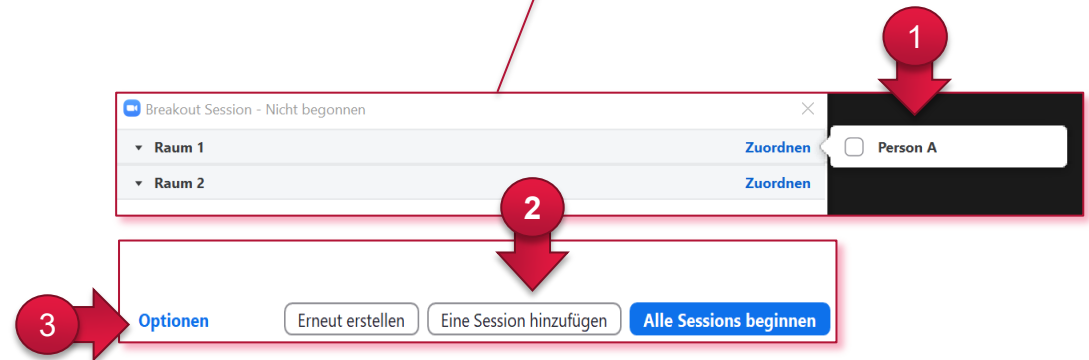 1
Breakout Session - Nicht begonnen
Raum 1 Zuordnen Person A
Raum 2 Zuordnen
2
3 Optionen Erneut erstellen Eine Session hinzufügen Alle Sessions beginnen